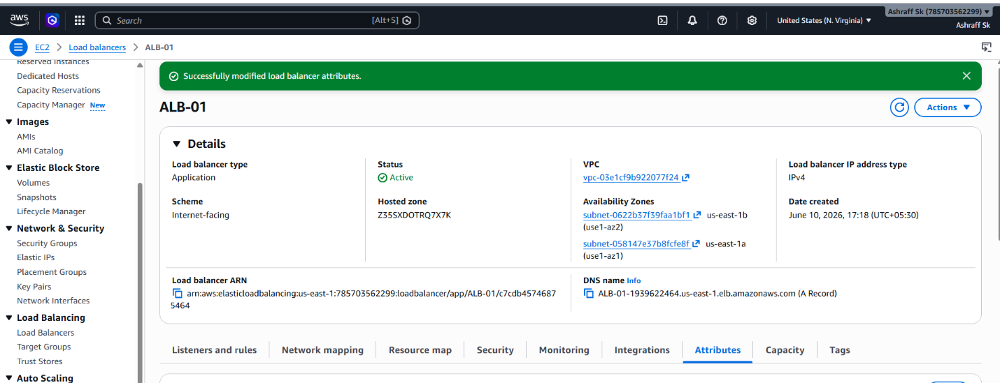 aws Search [Alt+S] United States (N. Virginia) ▼ Ashraff Sk (785703562299) ▼
Ashraff Sk
EC2 > Load balancers > ALB-01
Reserved Instances
Dedicated Hosts
Capacity Reservations
Capacity Manager New
Images
AMIs
AMI Catalog
Elastic Block Store
Volumes
Snapshots
Lifecycle Manager
Network & Security
Security Groups
Elastic IPs
Placement Groups
Key Pairs
Network Interfaces
Load Balancing
Load Balancers
Target Groups
Trust Stores
Auto Scaling
Successfully modified load balancer attributes.
ALB-01
Actions ▼
Details
Load balancer type
Application
Status
Active
VPC
vpc-03e1cf9b922077f24
Load balancer IP address type
IPv4
Scheme
Internet-facing
Hosted zone
Z35SXDOTRQ7X7K
Availability Zones
subnet-0622b37f39faa1bf1 us-east-1b
(use1-az2)
subnet-058147e37b8fcfe8f us-east-1a
(use1-az1)
Date created
June 10, 2026, 17:18 (UTC+05:30)
Load balancer ARN
arn:aws:elasticloadbalancing:us-east-1:785703562299:loadbalancer/app/ALB-01/c7cdb4574687
5464
DNS name Info
ALB-01-1939622464.us-east-1.elb.amazonaws.com (A Record)
Listeners and rules Network mapping Resource map Security Monitoring Integrations Attributes Capacity Tags